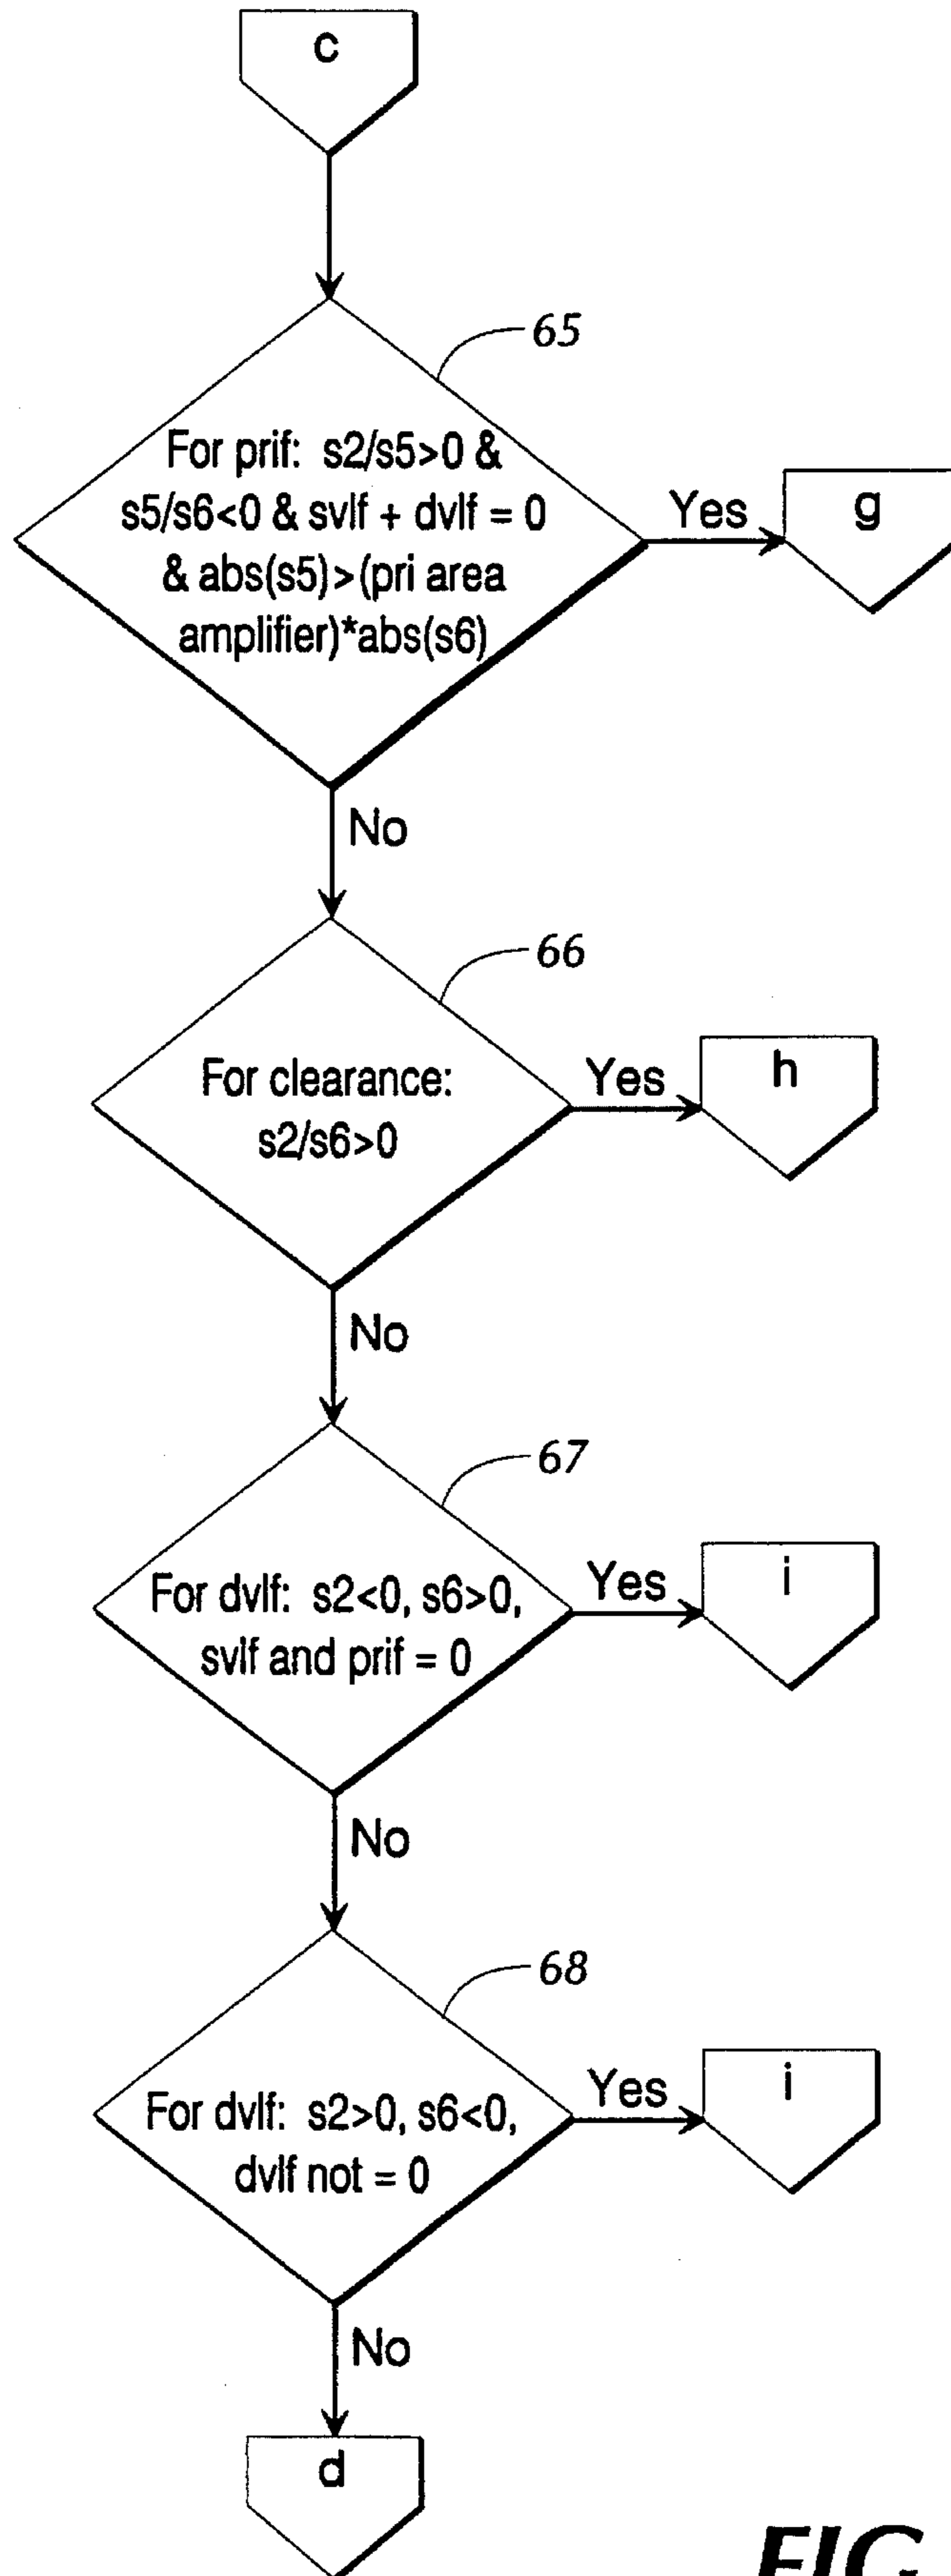 c
65
For prif: s2/s5>0 &
s5/s6<0 & svlf + dvlf = 0
& abs(s5)>(pri area
amplifier)*abs(s6)
Yes
g
No
66
For clearance:
s2/s6>0
Yes
h
No
67
For dvlf: s2<0, s6>0,
svlf and prif = 0
Yes
i
No
68
For dvlf: s2>0, s6<0,
dvlf not = 0
Yes
i
No
d
FIG